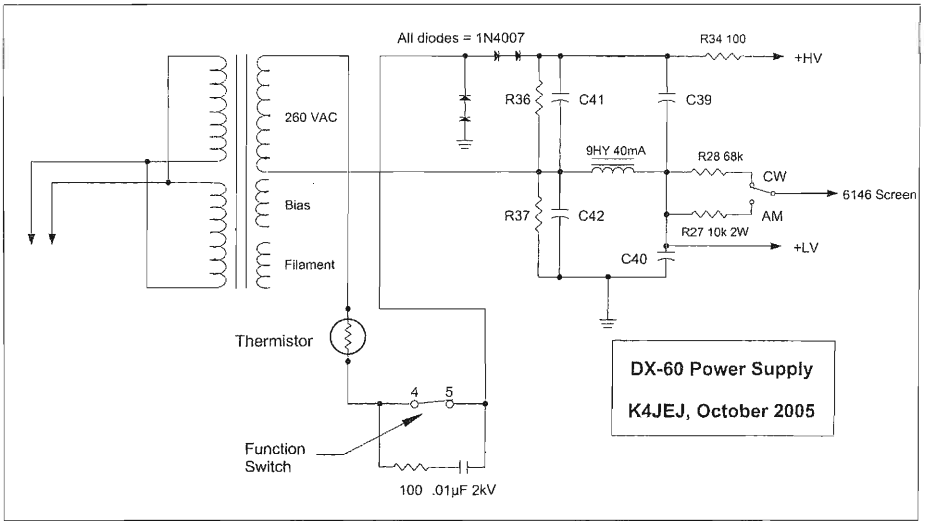 All diodes = 1N4007
R34 100
+HV
R36
C41
C39
260 VAC
9HY 40mA
R28 68k
CW
6146 Screen
Bias
R37
C42
AM
R27 10k 2W
+LV
Filament
C40
Thermistor
4 5
Function
Switch
100 .01µF 2kV
DX-60 Power Supply
K4JEJ, October 2005